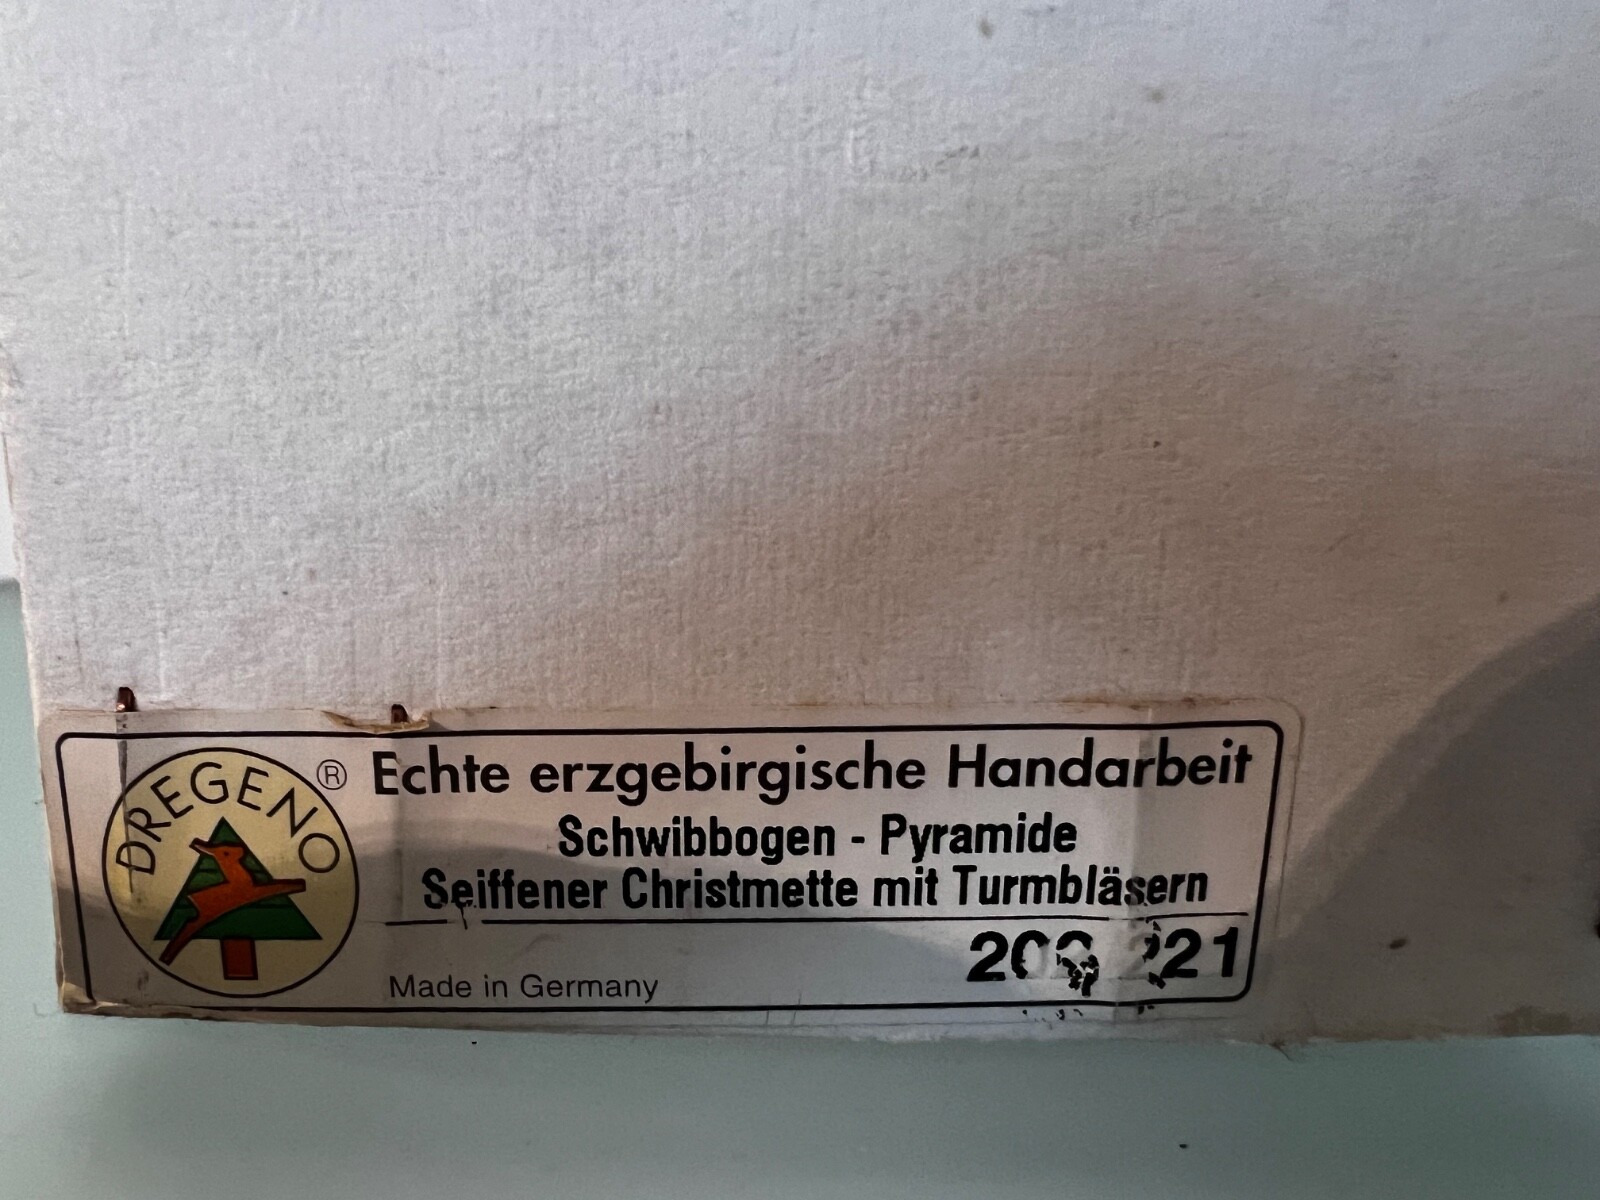 DREGENO ®
Echte erzgebirgische Handarbeit
Schwibbogen - Pyramide
Seiffener Christmette mit Turmbläsern
Made in Germany